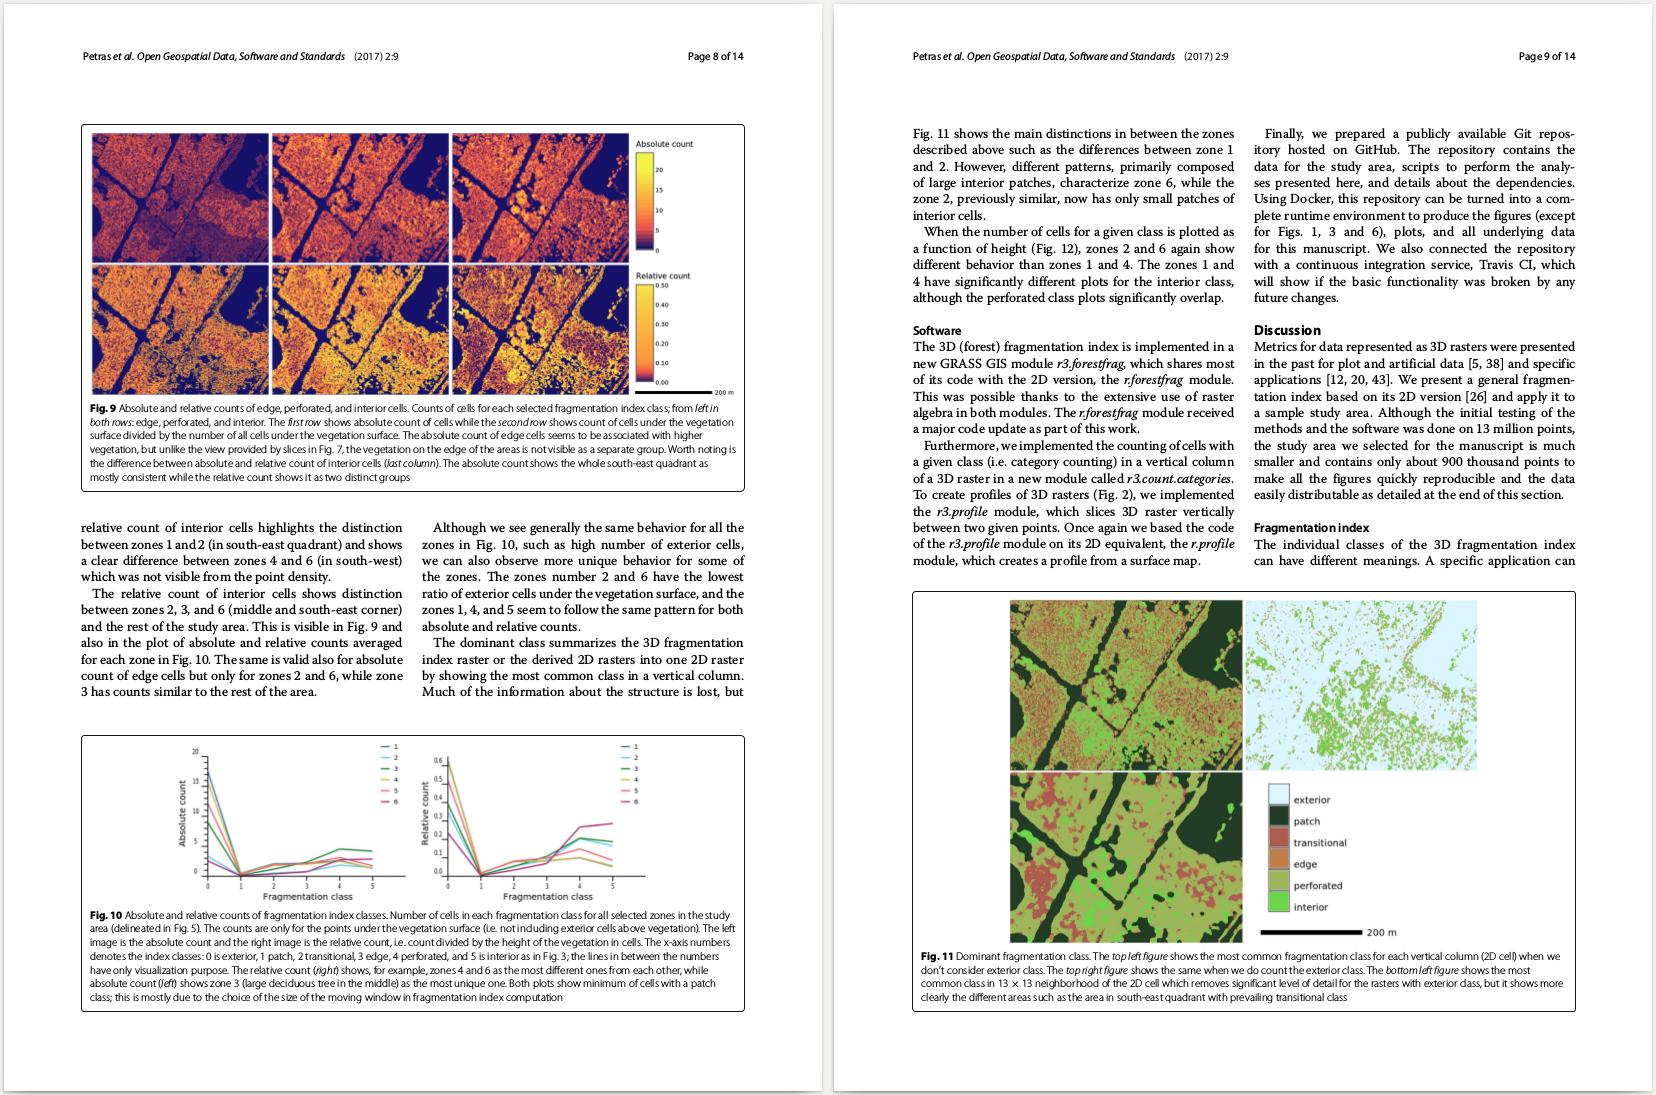 Petras et al. Open Geospatial Data, Software and Standards (2017) 2:9
Page 8 of 14
Absolute count
20
15
10
5
0
Relative count
0.50
0.40
0.30
0.20
0.10
0.00
200 m
Fig. 9 Absolute and relative counts of edge, perforated, and interior cells. Counts of cells for each selected fragmentation index class; from left in
both rows: edge, perforated, and interior. The first row shows absolute count of cells while the second row shows count of cells under the vegetation
surface divided by the number of all cells under the vegetation surface. The absolute count of edge cells seems to be associated with higher
vegetation, but unlike the view provided by slices in Fig. 7, the vegetation on the edge of the areas is not visible as a separate group. Worth noting is
the difference between absolute and relative count of interior cells (last column). The absolute count shows the whole south-east quadrant as
mostly consistent while the relative count shows it as two distinct groups
relative count of interior cells highlights the distinction
between zones 1 and 2 (in south-east quadrant) and shows
a clear difference between zones 4 and 6 (in south-west)
which was not visible from the point density.
The relative count of interior cells shows distinction
between zones 2, 3, and 6 (middle and south-east corner)
and the rest of the study area. This is visible in Fig. 9 and
also in the plot of absolute and relative counts averaged
for each zone in Fig. 10. The same is valid also for absolute
count of edge cells but only for zones 2 and 6, while zone
3 has counts similar to the rest of the area.
Although we see generally the same behavior for all the
zones in Fig. 10, such as high number of exterior cells,
we can also observe more unique behavior for some of
the zones. The zones number 2 and 6 have the lowest
ratio of exterior cells under the vegetation surface, and the
zones 1, 4, and 5 seem to follow the same pattern for both
absolute and relative counts.
The dominant class summarizes the 3D fragmentation
index raster or the derived 2D rasters into one 2D raster
by showing the most common class in a vertical column.
Much of the information about the structure is lost, but
20
15
10
5
0
Absolute count
0
1
2
3
4
5
Fragmentation class
1
2
3
4
5
6
0.6
0.5
0.4
0.3
0.2
0.1
0.0
Relative count
0
1
2
3
4
5
Fragmentation class
1
2
3
4
5
6
Fig. 10 Absolute and relative counts of fragmentation index classes. Number of cells in each fragmentation class for all selected zones in the study
area (delineated in Fig. 5). The counts are only for the points under the vegetation surface (i.e. not including exterior cells above vegetation). The left
image is the absolute count and the right image is the relative count, i.e. count divided by the height of the vegetation in cells. The x-axis numbers
denotes the index classes: 0 is exterior, 1 patch, 2 transitional, 3 edge, 4 perforated, and 5 is interior as in Fig. 3; the lines in between the numbers
have only visualization purpose. The relative count (right) shows, for example, zones 4 and 6 as the most different ones from each other, while
absolute count (left) shows zone 3 (large deciduous tree in the middle) as the most unique one. Both plots show minimum of cells with a patch
class; this is mostly due to the choice of the size of the moving window in fragmentation index computation
Petras et al. Open Geospatial Data, Software and Standards (2017) 2:9
Page 9 of 14
Fig. 11 shows the main distinctions in between the zones
described above such as the differences between zone 1
and 2. However, different patterns, primarily composed
of large interior patches, characterize zone 6, while the
zone 2, previously similar, now has only small patches of
interior cells.
When the number of cells for a given class is plotted as
a function of height (Fig. 12), zones 2 and 6 again show
different behavior than zones 1 and 4. The zones 1 and
4 have significantly different plots for the interior class,
although the perforated class plots significantly overlap.
Software
The 3D (forest) fragmentation index is implemented in a
new GRASS GIS module r3.forestfrag, which shares most
of its code with the 2D version, the r.forestfrag module.
This was possible thanks to the extensive use of raster
algebra in both modules. The r.forestfrag module received
a major code update as part of this work.
Furthermore, we implemented the counting of cells with
a given class (i.e. category counting) in a vertical column
of a 3D raster in a new module called r3.count.categories.
To create profiles of 3D rasters (Fig. 2), we implemented
the r3.profile module, which slices 3D raster vertically
between two given points. Once again we based the code
of the r3.profile module on its 2D equivalent, the r.profile
module, which creates a profile from a surface map.
Finally, we prepared a publicly available Git repos-
itory hosted on GitHub. The repository contains the
data for the study area, scripts to perform the analy-
ses presented here, and details about the dependencies.
Using Docker, this repository can be turned into a com-
plete runtime environment to produce the figures (except
for Figs. 1, 3 and 6), plots, and all underlying data
for this manuscript. We also connected the repository
with a continuous integration service, Travis CI, which
will show if the basic functionality was broken by any
future changes.
Discussion
Metrics for data represented as 3D rasters were presented
in the past for plot and artificial data [5, 38] and specific
applications [12, 20, 43]. We present a general fragmen-
tation index based on its 2D version [26] and apply it to
a sample study area. Although the initial testing of the
methods and the software was done on 13 million points,
the study area we selected for the manuscript is much
smaller and contains only about 900 thousand points to
make all the figures quickly reproducible and the data
easily distributable as detailed at the end of this section.
Fragmentation index
The individual classes of the 3D fragmentation index
can have different meanings. A specific application can
exterior
patch
transitional
edge
perforated
interior
200 m
Fig. 11 Dominant fragmentation class. The top left figure shows the most common fragmentation class for each vertical column (2D cell) when we
don't consider exterior class. The top right figure shows the same when we do count the exterior class. The bottom left figure shows the most
common class in 13 × 13 neighborhood of the 2D cell which removes significant level of detail for the rasters with exterior class, but it shows more
clearly the different areas such as the area in south-east quadrant with prevailing transitional class